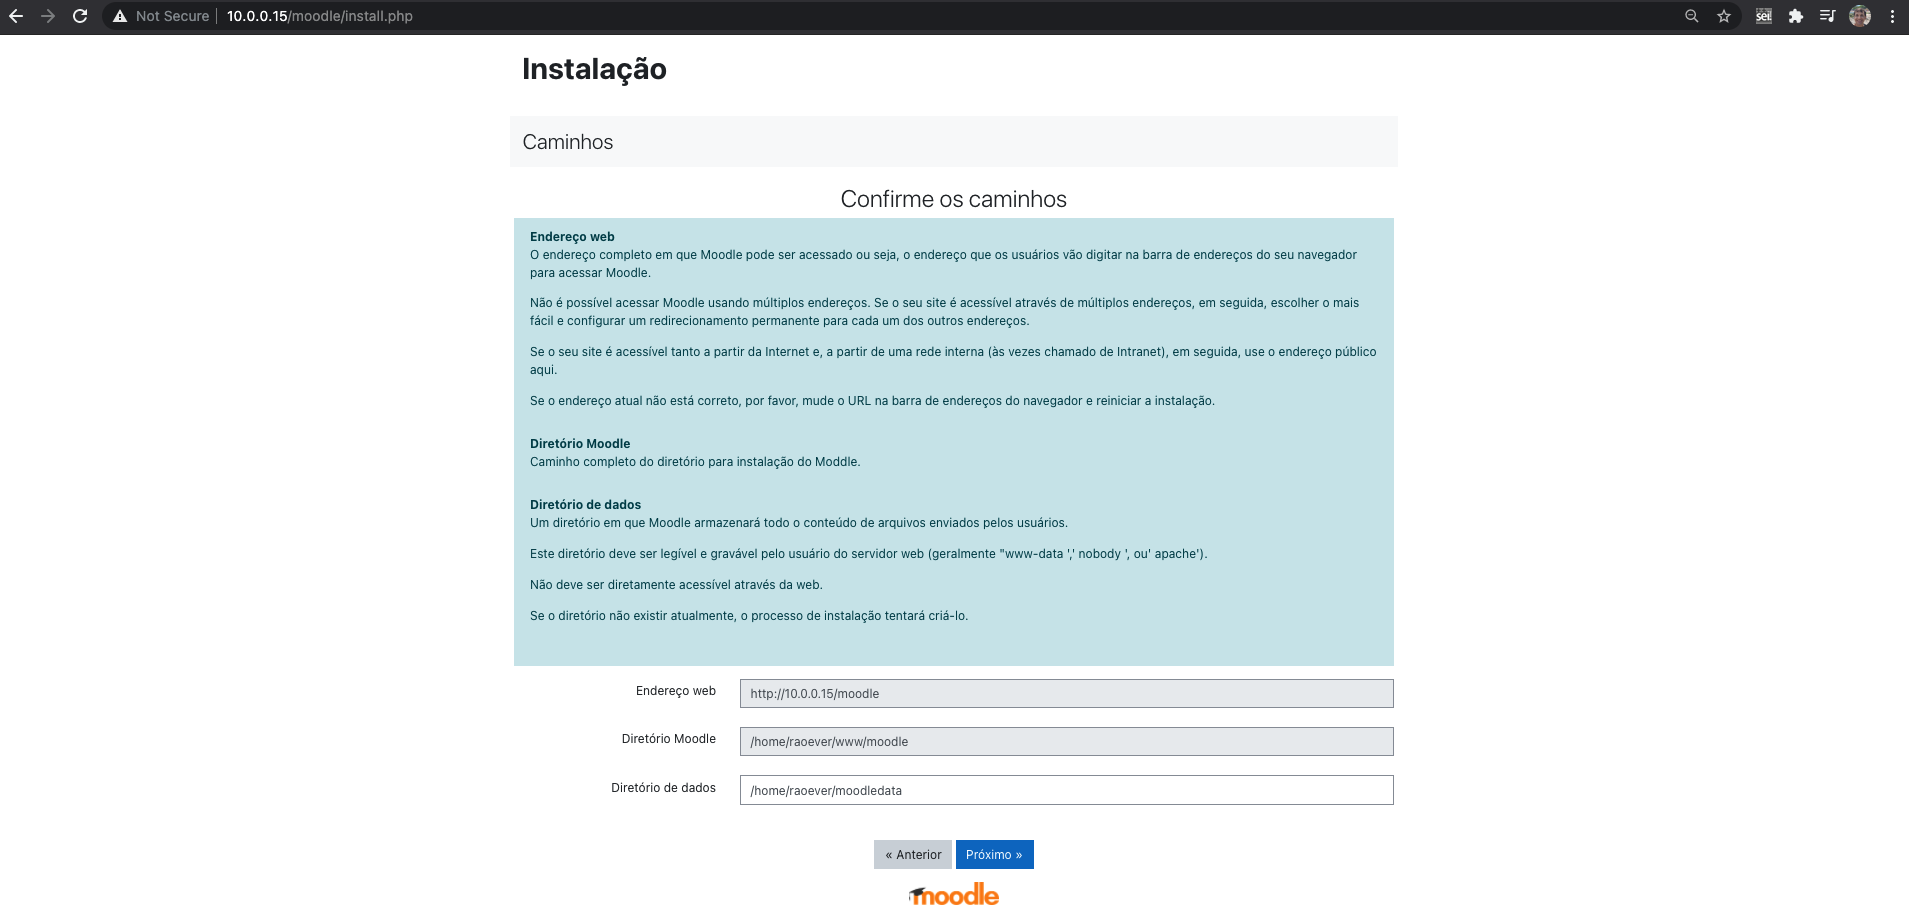 Not Secure | 10.0.0.15/moodle/install.php
sei!
Instalação
Caminhos
Confirme os caminhos
Endereço web
O endereço completo em que Moodle pode ser acessado ou seja, o endereço que os usuários vão digitar na barra de endereços do seu navegador
para acessar Moodle.
Não é possível acessar Moodle usando múltiplos endereços. Se o seu site é acessível através de múltiplos endereços, em seguida, escolher o mais
fácil e configurar um redirecionamento permanente para cada um dos outros endereços.
Se o seu site é acessível tanto a partir da Internet e, a partir de uma rede interna (às vezes chamado de Intranet), em seguida, use o endereço público
aqui.
Se o endereço atual não está correto, por favor, mude o URL na barra de endereços do navegador e reiniciar a instalação.
Diretório Moodle
Caminho completo do diretório para instalação do Moddle.
Diretório de dados
Um diretório em que Moodle armazenará todo o conteúdo de arquivos enviados pelos usuários.
Este diretório deve ser legível e gravável pelo usuário do servidor web (geralmente "www-data ',' nobody ', ou' apache').
Não deve ser diretamente acessível através da web.
Se o diretório não existir atualmente, o processo de instalação tentará criá-lo.
Endereço web
http://10.0.0.15/moodle
Diretório Moodle
/home/raoever/www/moodle
Diretório de dados
/home/raoever/moodledata
« Anterior
Próximo »
moodle